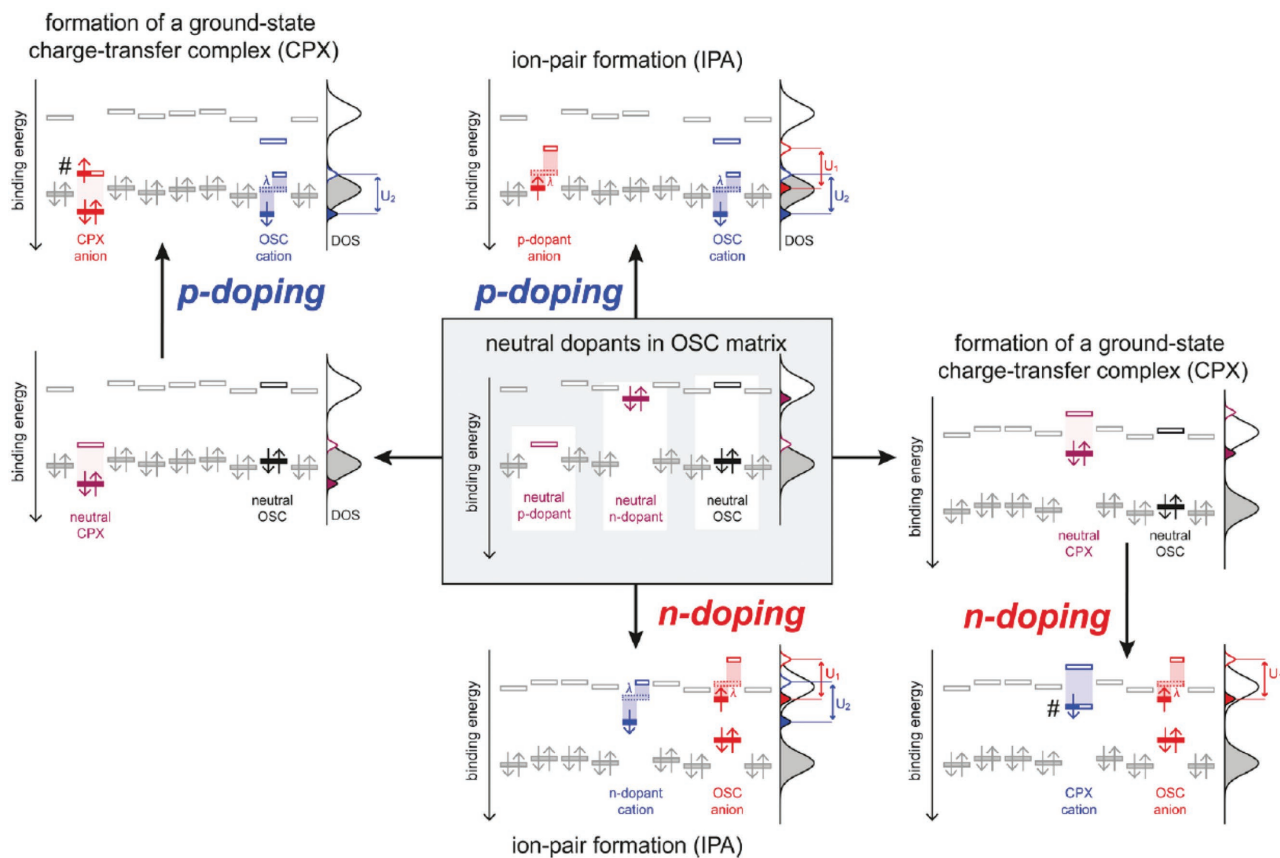 formation of a ground-state
charge-transfer complex (CPX)
binding energy
#
λ
U2
CPX
anion
OSC
cation
DOS
ion-pair formation (IPA)
binding energy
λ
λ
U1
U2
p-dopant
anion
OSC
cation
DOS
p-doping
p-doping
binding energy
neutral
CPX
neutral
OSC
DOS
neutral dopants in OSC matrix
binding energy
neutral
p-dopant
neutral
n-dopant
neutral
OSC
formation of a ground-state
charge-transfer complex (CPX)
binding energy
neutral
CPX
neutral
OSC
n-doping
n-doping
binding energy
λ
λ
U1
U2
n-dopant
cation
OSC
anion
ion-pair formation (IPA)
binding energy
#
λ
U
CPX
cation
OSC
anion